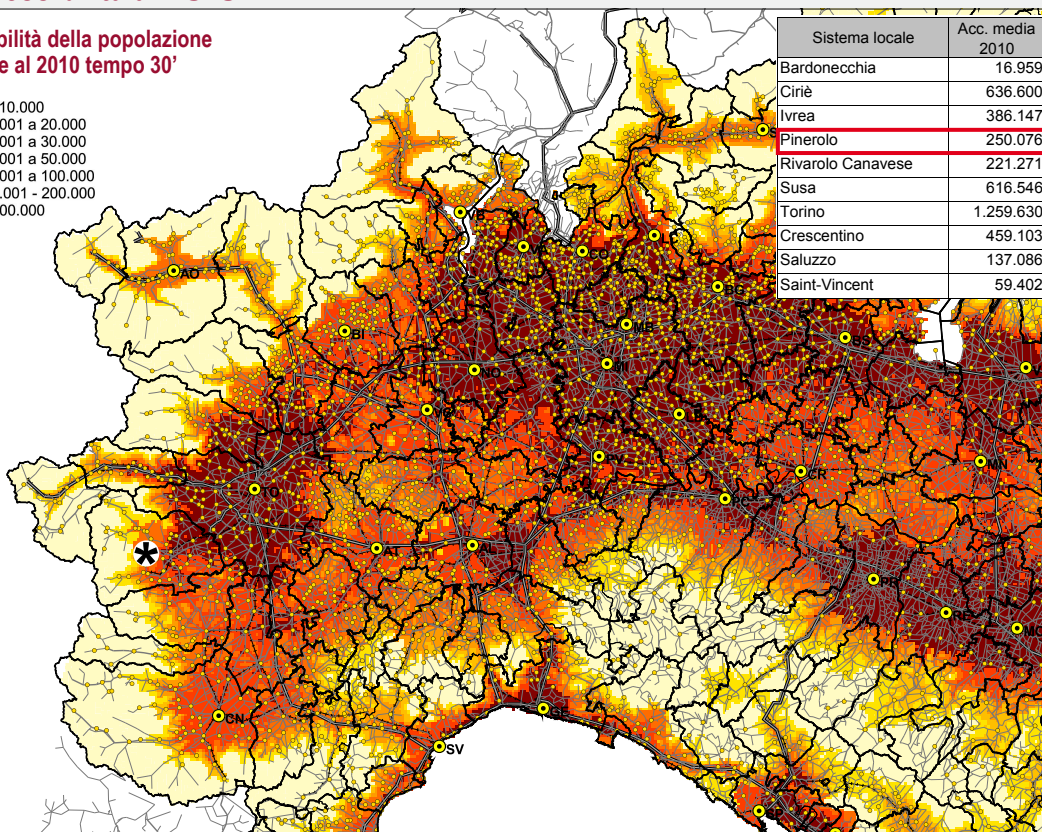 bilità della popolazione
e al 2010 tempo 30'
10.000
001 a 20.000
001 a 30.000
001 a 50.000
001 a 100.000
.001 - 200.000
00.000
Sistema locale
Acc. media
2010
Bardonecchia 16.959
Ciriè 636.600
Ivrea 386.147
Pinerolo 250.076
Rivarolo Canavese 221.271
Susa 616.546
Torino 1.259.630
Crescentino 459.103
Saluzzo 137.086
Saint-Vincent 59.402
AO
BI
CO
BG
MB
MI
BS
NO
TO
CR
MN
AL
PR
RE
MO
CN
SV
*